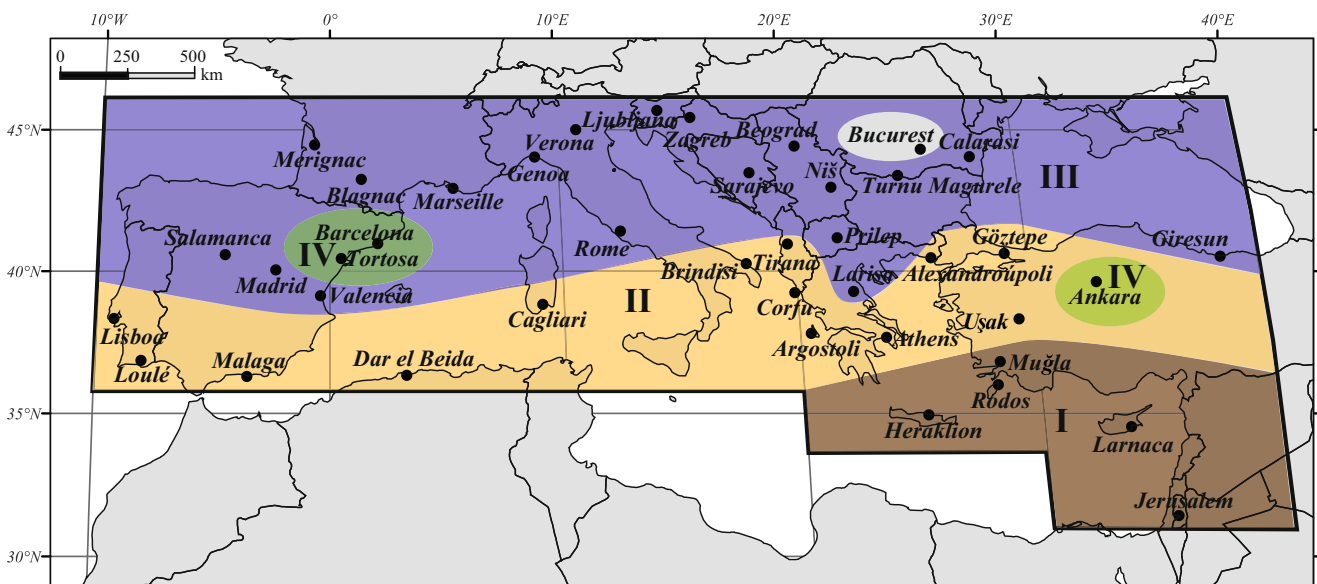 10°W 0° 10°E 20°E 30°E 40°E
0 250 500
km
45°N
Ljubljana
Zagreb
Beograd
Bucurest
Calarasi
Verona
Merignac
Genoa
Niš
III
Blagnac
Marseille
Sarajevo
Turnu Magurele
Salamanca
Barcelona
Rome
Prilep
Göztepe
Giresun
IV
Tortosa
40°N
Brindisi
Tirana
Larisa
Alexandroupoli
IV
Madrid
Valencia
II
Corfu
Ankara
Lisboa
Cagliari
Uşak
Athens
Argostoli
Loulé
Malaga
Dar el Beida
Muğla
Rodos
35°N
Heraklion
I
Larnaca
Jerusalem
30°N